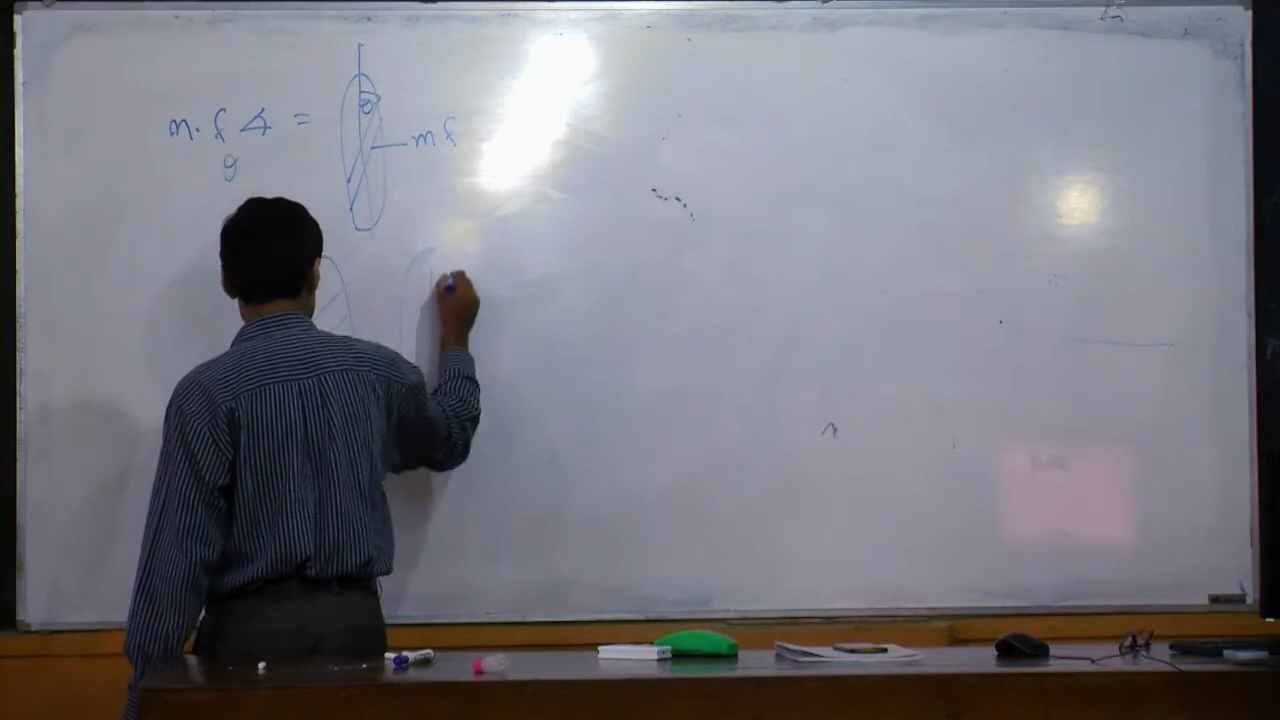 m. f ∡ =
θ
θ
mf